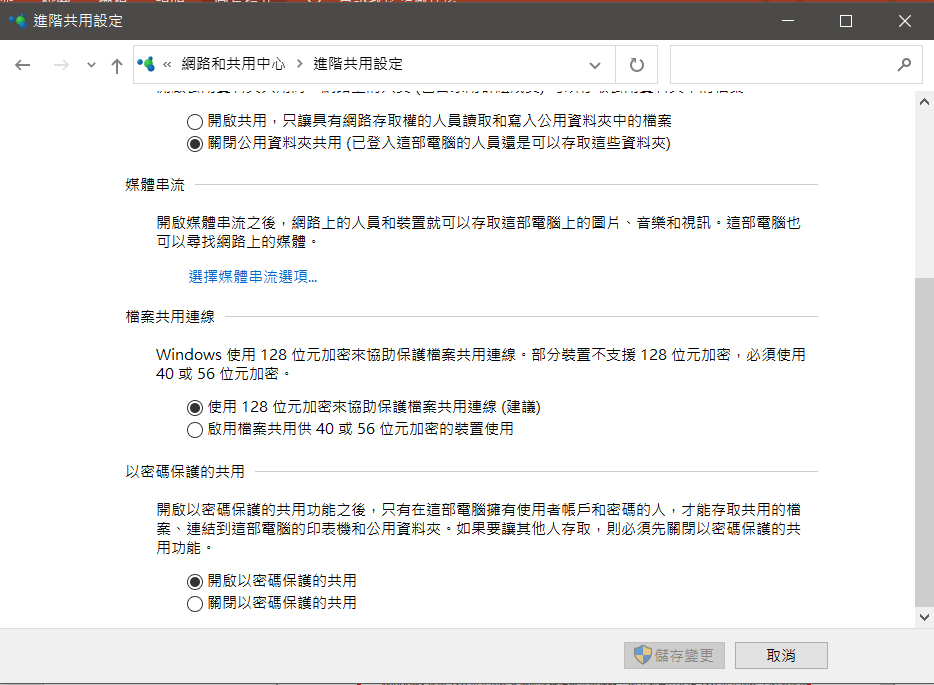 進階共用設定
« 網路和共用中心 › 進階共用設定
開啟共用，只讓具有網路存取權的人員讀取和寫入公用資料夾中的檔案
關閉公用資料夾共用 (已登入這部電腦的人員還是可以存取這些資料夾)
媒體串流
開啟媒體串流之後，網路上的人員和裝置就可以存取這部電腦上的圖片、音樂和視訊。這部電腦也
可以尋找網路上的媒體。
選擇媒體串流選項...
檔案共用連線
Windows 使用 128 位元加密來協助保護檔案共用連線。部分裝置不支援 128 位元加密，必須使用
40 或 56 位元加密。
使用 128 位元加密來協助保護檔案共用連線 (建議)
啟用檔案共用供 40 或 56 位元加密的裝置使用
以密碼保護的共用
開啟以密碼保護的共用功能之後，只有在這部電腦擁有使用者帳戶和密碼的人，才能存取共用的檔
案、連結到這部電腦的印表機和公用資料夾。如果要讓其他人存取，則必須先關閉以密碼保護的共
用功能。
開啟以密碼保護的共用
關閉以密碼保護的共用
儲存變更
取消